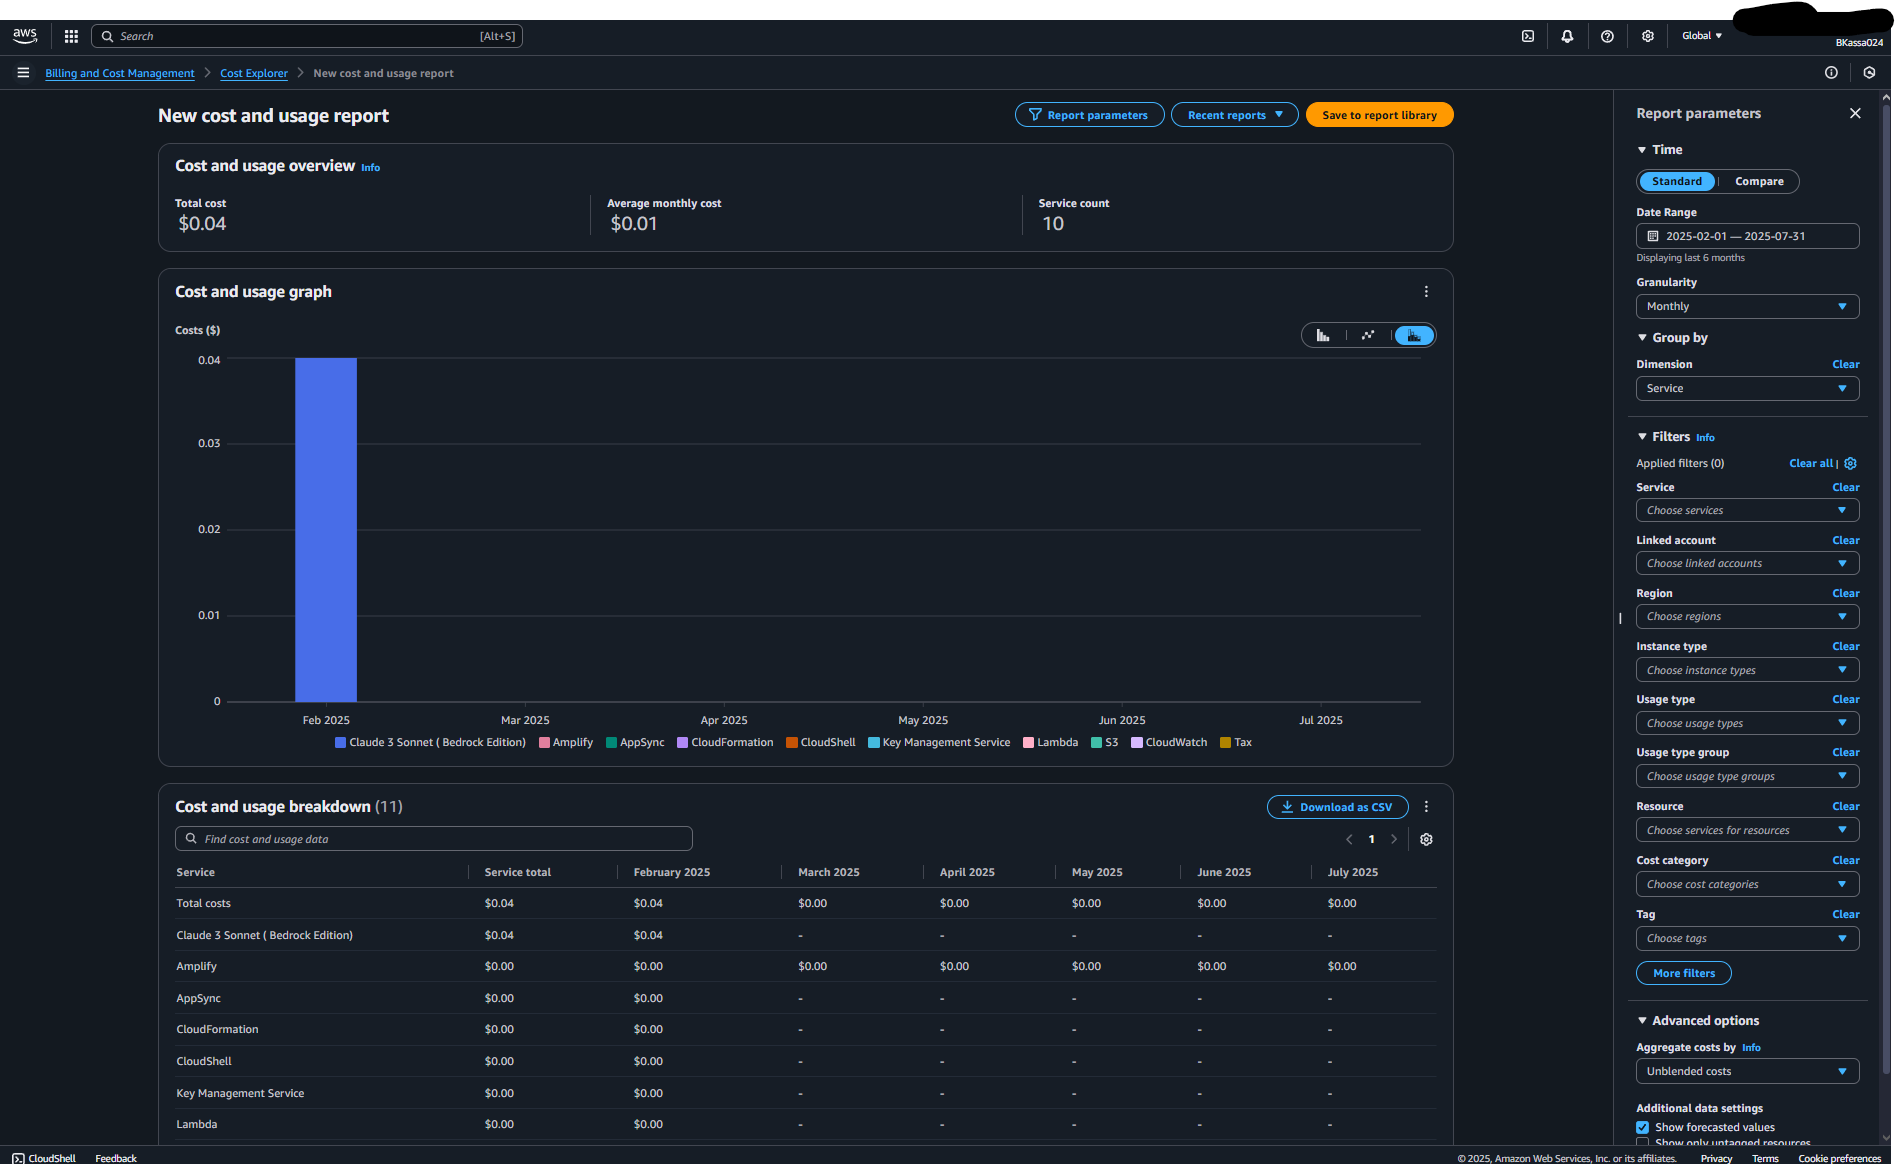 aws Search [Alt+S] Global BKassa024
Billing and Cost Management Cost Explorer New cost and usage report
New cost and usage report Report parameters Recent reports Save to report library
Cost and usage overview Info
Total cost Average monthly cost Service count
$0.04 $0.01 10
Cost and usage graph
Costs ($)
0.04
0.03
0.02
0.01
0
Feb 2025 Mar 2025 Apr 2025 May 2025 Jun 2025 Jul 2025
Claude 3 Sonnet ( Bedrock Edition) Amplify AppSync CloudFormation CloudShell Key Management Service Lambda S3 CloudWatch Tax
Cost and usage breakdown (11) Download as CSV
Find cost and usage data 1
Service Service total February 2025 March 2025 April 2025 May 2025 June 2025 July 2025
Total costs $0.04 $0.04 $0.00 $0.00 $0.00 $0.00 $0.00
Claude 3 Sonnet ( Bedrock Edition) $0.04 $0.04 - - - - -
Amplify $0.00 $0.00 $0.00 $0.00 $0.00 $0.00 $0.00
AppSync $0.00 $0.00 - - - - -
CloudFormation $0.00 $0.00 - - - - -
CloudShell $0.00 $0.00 - - - - -
Key Management Service $0.00 $0.00 - - - - -
Lambda $0.00 $0.00 - - - - -
Report parameters
Time
Standard Compare
Date Range
2025-02-01 — 2025-07-31
Displaying last 6 months
Granularity
Monthly
Group by
Dimension Clear
Service
Filters Info
Applied filters (0) Clear all |
Service Clear
Choose services
Linked account Clear
Choose linked accounts
Region Clear
Choose regions
Instance type Clear
Choose instance types
Usage type Clear
Choose usage types
Usage type group Clear
Choose usage type groups
Resource Clear
Choose services for resources
Cost category Clear
Choose cost categories
Tag Clear
Choose tags
More filters
Advanced options
Aggregate costs by Info
Unblended costs
Additional data settings
Show forecasted values
Show only untagged resources
CloudShell Feedback © 2025, Amazon Web Services, Inc. or its affiliates. Privacy Terms Cookie preferences